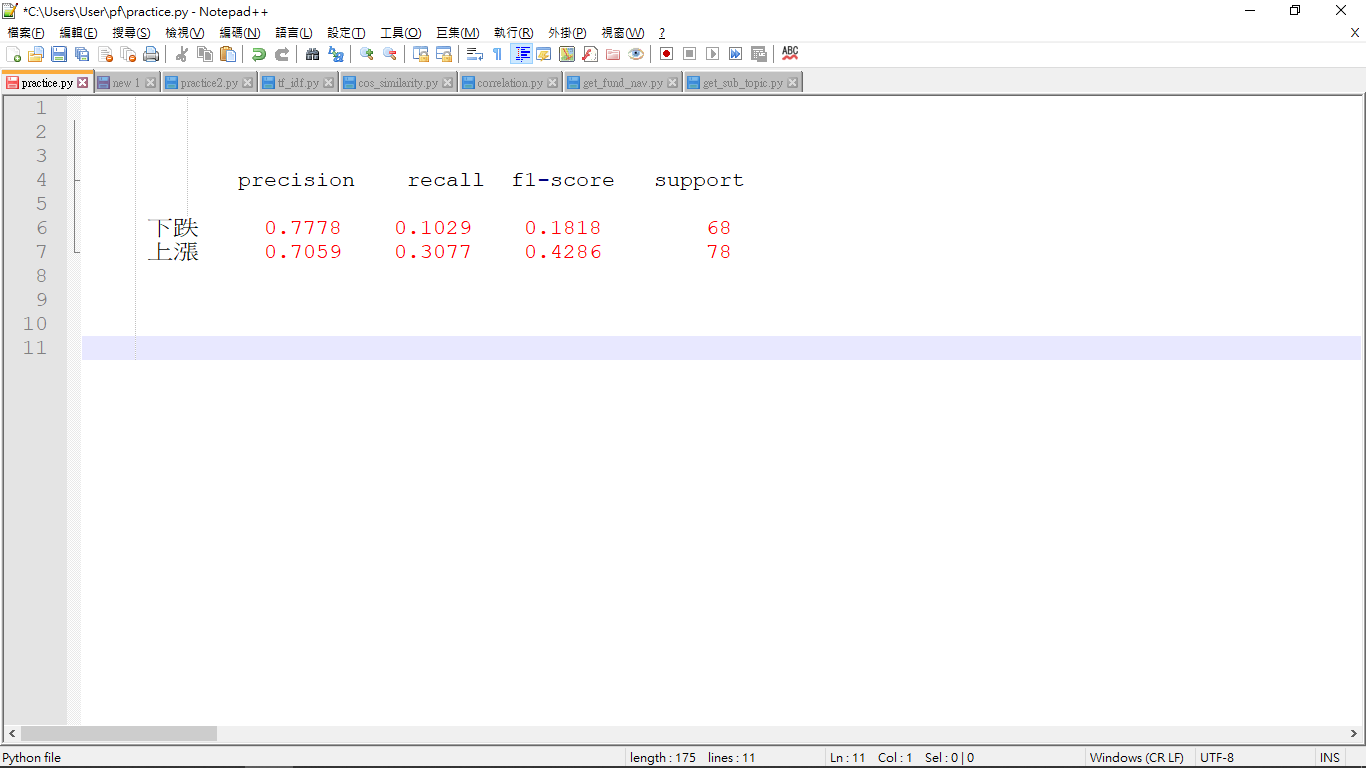 *C:\Users\User\pf\practice.py - Notepad++
檔案(F) 編輯(E) 搜尋(S) 檢視(V) 編碼(N) 語言(L) 設定(T) 工具(O) 巨集(M) 執行(R) 外掛(P) 視窗(W) ? X
ABC
practice.py new 1 practice2.py tf_idf.py cos_similarity.py correlation.py get_fund_nav.py get_sub_topic.py
1
2
3
4 precision recall f1-score support
5
6 下跌 0.7778 0.1029 0.1818 68
7 上漲 0.7059 0.3077 0.4286 78
8
9
10
11
Python file length : 175 lines : 11 Ln : 11 Col : 1 Sel : 0 | 0 Windows (CR LF) UTF-8 INS